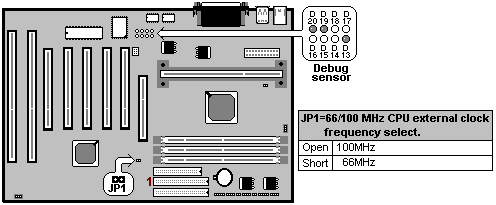 D D D D
20 19 18 17
16 15 14 13
D D D D
Debug
sensor
JP1=66/100 MHz CPU external clock
frequency select.
Open 100MHz
Short 66MHz
JP1
1